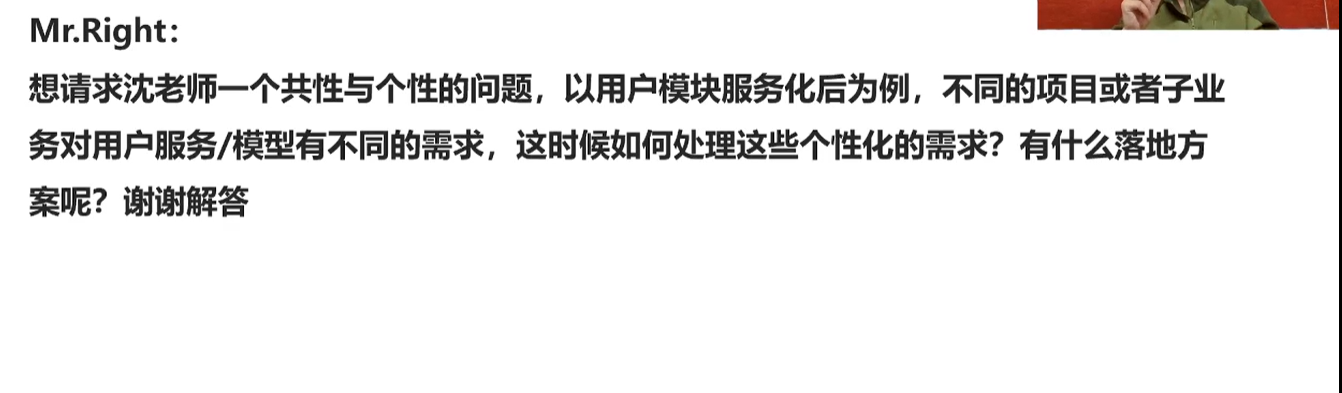 Mr.Right：
想请求沈老师一个共性与个性的问题，以用户模块服务化后为例，不同的项目或者子业
务对用户服务/模型有不同的需求，这时候如何处理这些个性化的需求？有什么落地方
案呢？谢谢解答